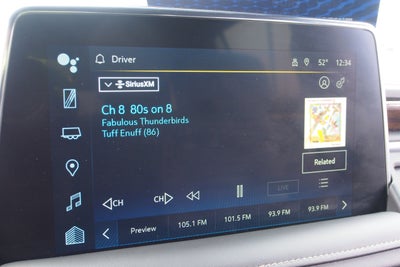 Driver
52°
12:34
SiriusXM
Ch 8 80s on 8
Fabulous Thunderbirds
Tuff Enuff (86)
Related
CH
CH
LIVE
Preview
105.1 FM
101.5 FM
93.9 FM
93.9 FM